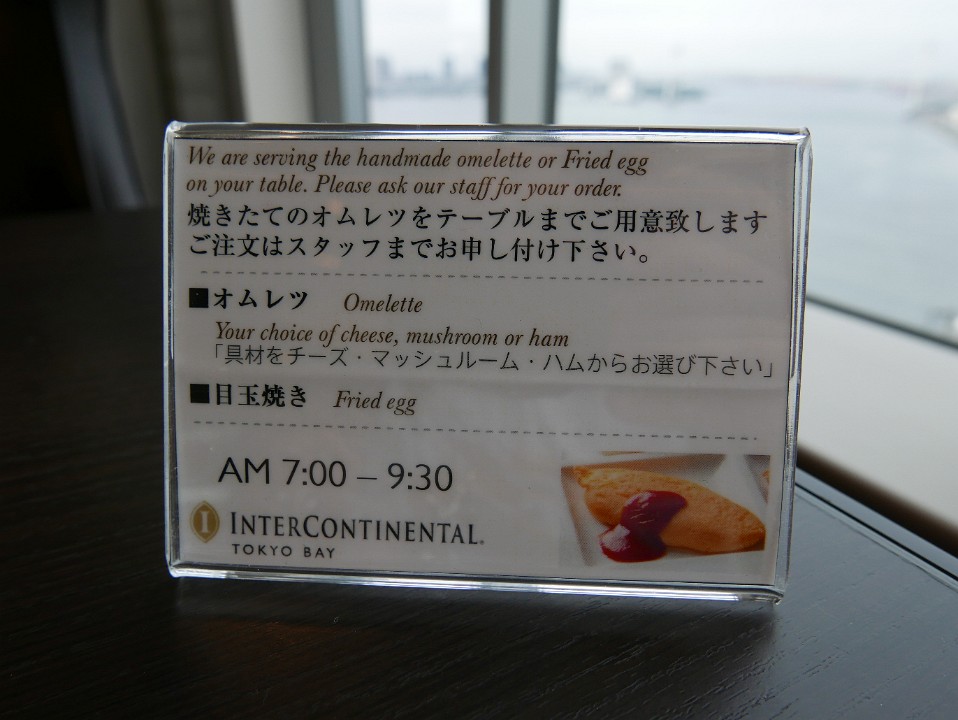 We are serving the handmade omelette or Fried egg
on your table. Please ask our staff for your order.
焼きたてのオムレツをテーブルまでご用意致します
ご注文はスタッフまでお申し付け下さい。
■オムレツ Omelette
Your choice of cheese, mushroom or ham
「具材をチーズ・マッシュルーム・ハムからお選び下さい」
■目玉焼き Fried egg
AM 7:00 – 9:30
INTERCONTINENTAL.
TOKYO BAY